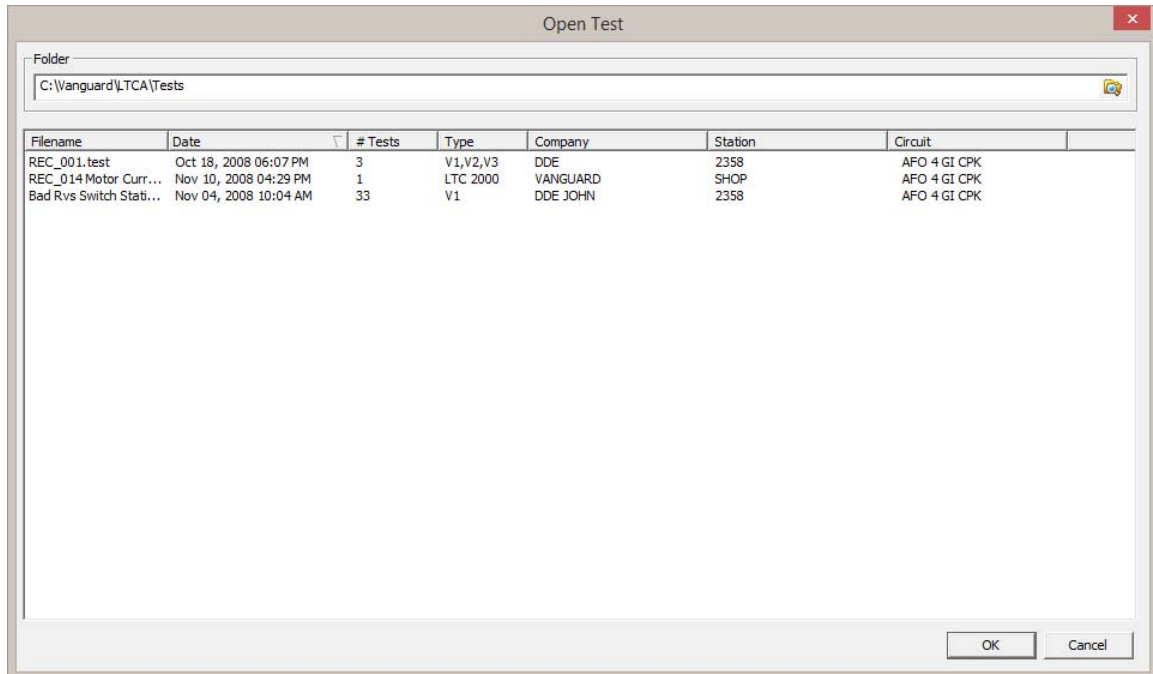 Open Test
Folder
C:\Vanguard\LTCA\Tests
Filename Date # Tests Type Company Station Circuit
REC_001.test Oct 18, 2008 06:07 PM 3 V1,V2,V3 DDE 2358 AFO 4 GI CPK
REC_014 Motor Curr... Nov 10, 2008 04:29 PM 1 LTC 2000 VANGUARD SHOP AFO 4 GI CPK
Bad Rvs Switch Stati... Nov 04, 2008 10:04 AM 33 V1 DDE JOHN 2358 AFO 4 GI CPK
OK Cancel